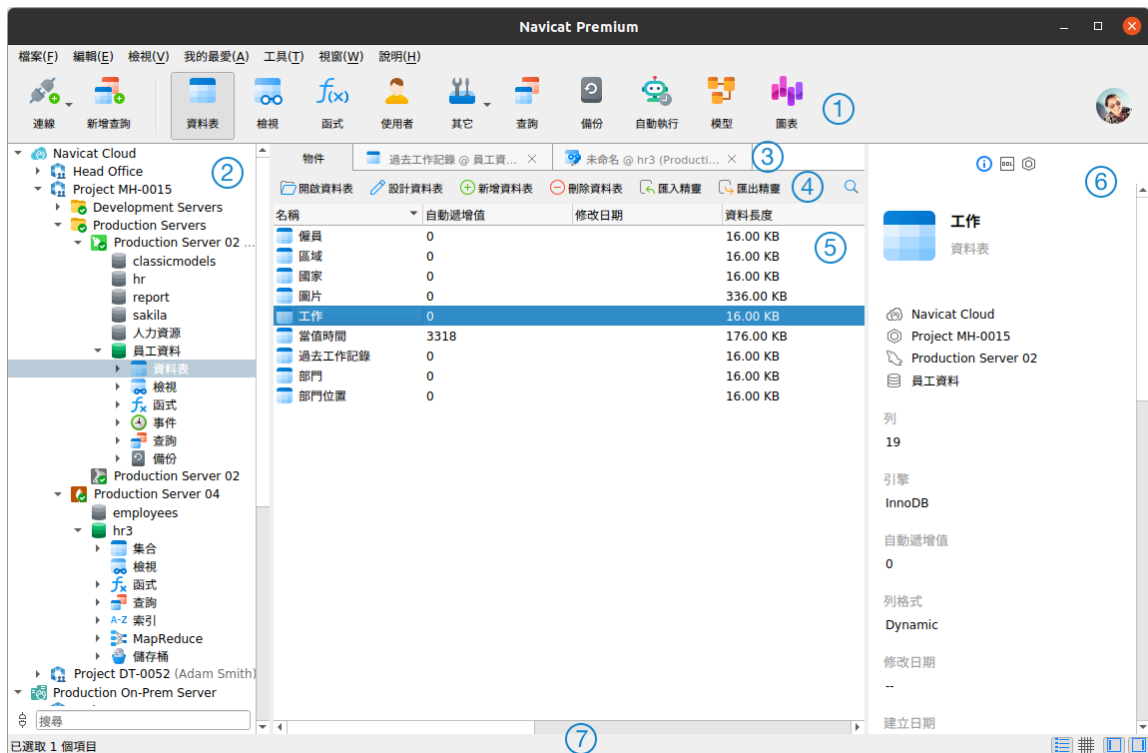 Navicat Premium
檔案(F) 編輯(E) 檢視(V) 我的最愛(A) 工具(T) 視窗(W) 說明(H)
連線 新增查詢 資料表 檢視 函式 使用者 其它 查詢 備份 自動執行 模型 圖表 1
Navicat Cloud
Head Office
2
Project MH-0015
Development Servers
Production Servers
Production Server 02 ...
classicmodels
hr
report
sakila
人力資源
員工資料
資料表
檢視
函式
事件
查詢
備份
Production Server 02
Production Server 04
employees
hr3
集合
檢視
函式
查詢
A-Z 索引
MapReduce
儲存桶
Project DT-0052 (Adam Smith)
Production On-Prem Server
搜尋
物件 過去工作記錄 @ 員工資... 未命名 @ hr3 (Producti... 3
開啟資料表 設計資料表 新增資料表 刪除資料表 匯入精靈 匯出精靈 4
名稱 自動遞增值 修改日期 資料長度
僱員 0 16.00 KB
5
區域 0 16.00 KB
國家 0 16.00 KB
圖片 0 336.00 KB
工作 0 16.00 KB
當值時間 3318 176.00 KB
過去工作記錄 0 16.00 KB
部門 0 16.00 KB
部門位置 0 16.00 KB
DDL
6
工作
資料表
Navicat Cloud
Project MH-0015
Production Server 02
員工資料
列
19
引擎
InnoDB
自動遞增值
0
列格式
Dynamic
修改日期
--
建立日期
已選取 1 個項目
7